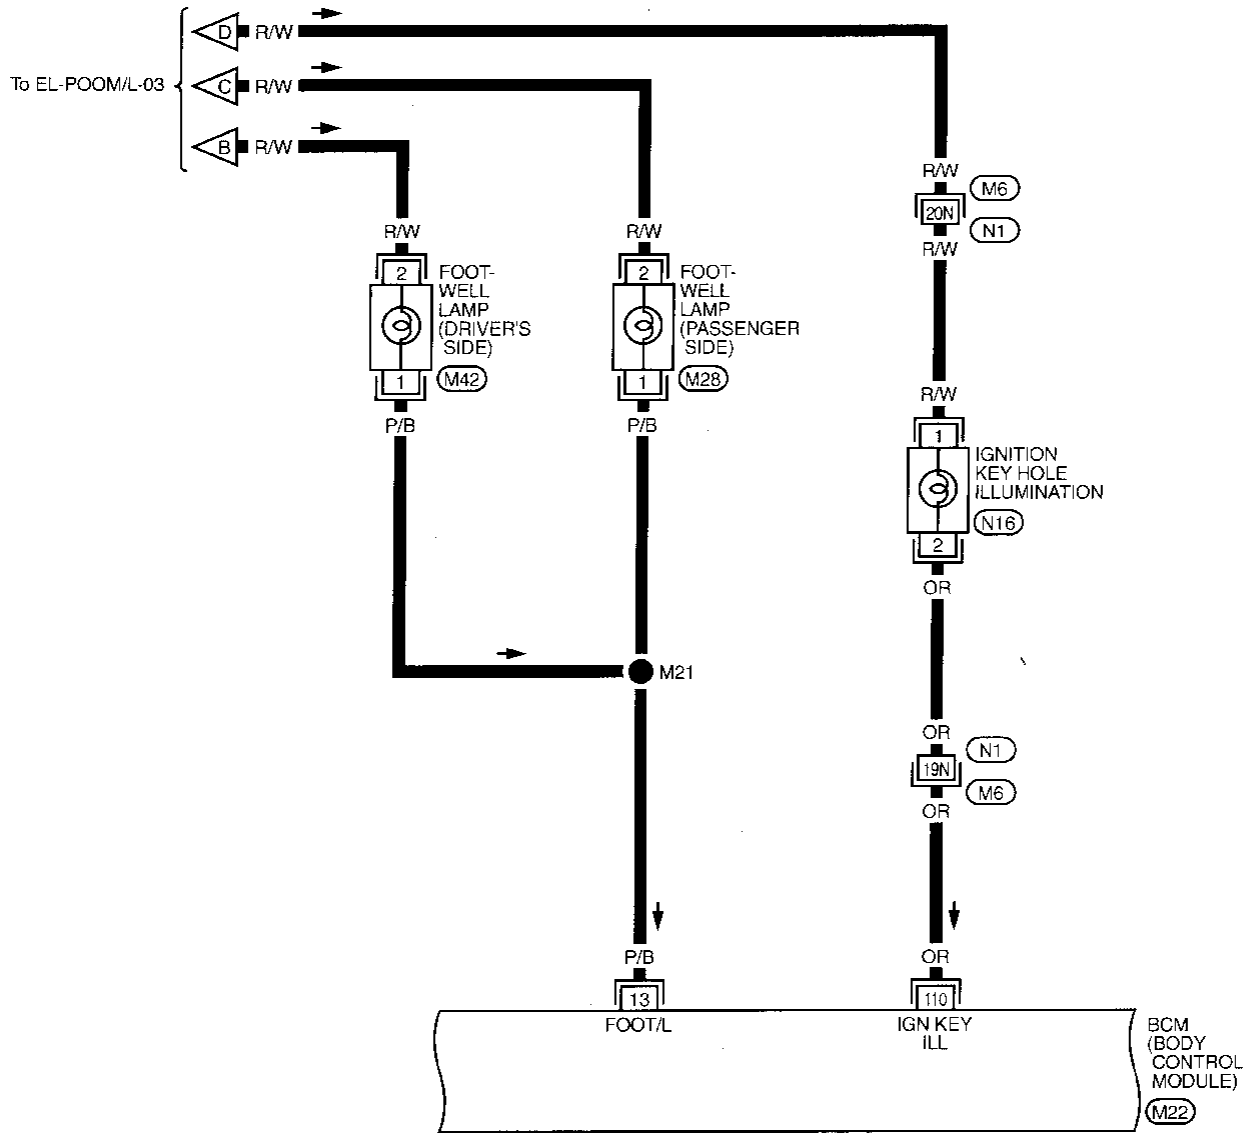 D R/W
To EL-POOM/L-03
C R/W
B R/W
R/W
M6
20N
N1
R/W
R/W
2
FOOT-
WELL
LAMP
(DRIVER'S
SIDE)
1
M42
P/B
R/W
2
FOOT-
WELL
LAMP
(PASSENGER
SIDE)
1
M28
P/B
R/W
1
IGNITION
KEY HOLE
ILLUMINATION
N16
2
OR
M21
OR
N1
19N
M6
OR
P/B
13
FOOT/L
OR
110
IGN KEY
ILL
BCM
(BODY
CONTROL
MODULE)
M22